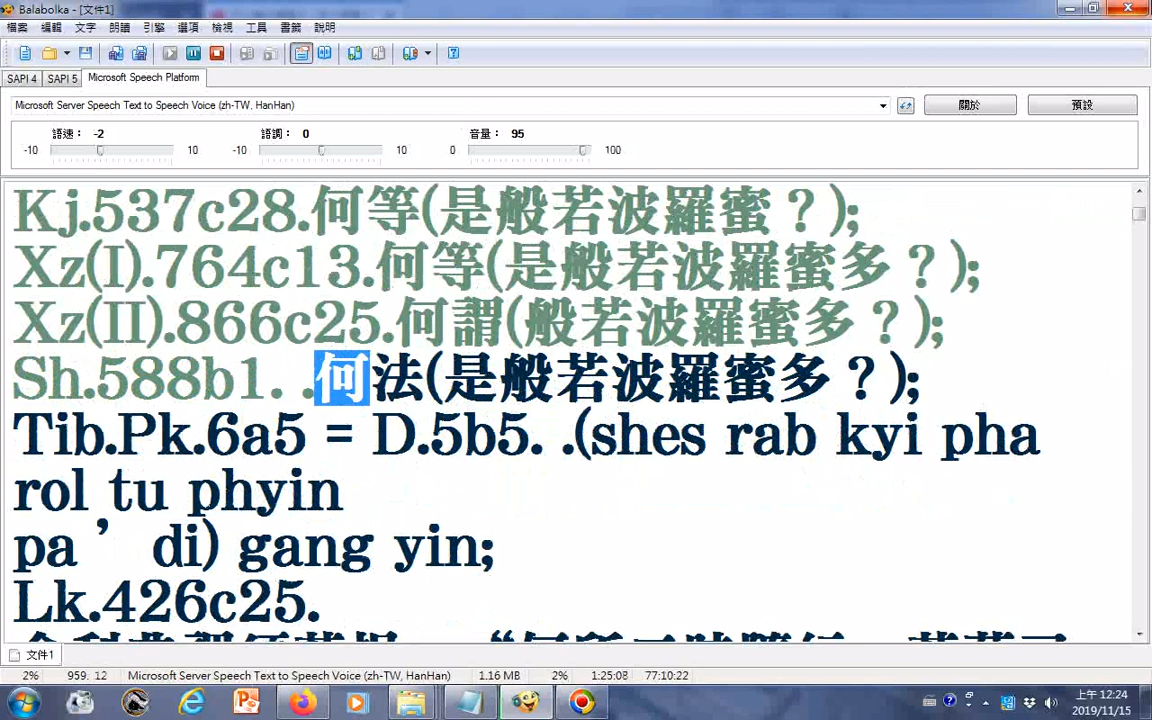 Balabolka - [文件1]
檔案 編輯 文字 朗讀 引擎 選項 檢視 工具 書籤 說明
SAPI 4 SAPI 5 Microsoft Speech Platform
Microsoft Server Speech Text to Speech Voice (zh-TW, HanHan) 關於 預設
語速： -2 語調： 0 音量： 95
-10 10 -10 10 0 100
Kj.537c28.何等(是般若波羅蜜？);
Xz(I).764c13.何等(是般若波羅蜜多？);
Xz(II).866c25.何謂(般若波羅蜜多？);
Sh.588b1. .何法(是般若波羅蜜多？);
Tib.Pk.6a5 = D.5b5. .(shes rab kyi pha
rol tu phyin
pa ’ di) gang yin;
Lk.426c25.
文件1
2% 959. 12 Microsoft Server Speech Text to Speech Voice (zh-TW, HanHan) 1.16 MB 2% 1:25:08 77:10:22
上午 12:24
2019/11/15